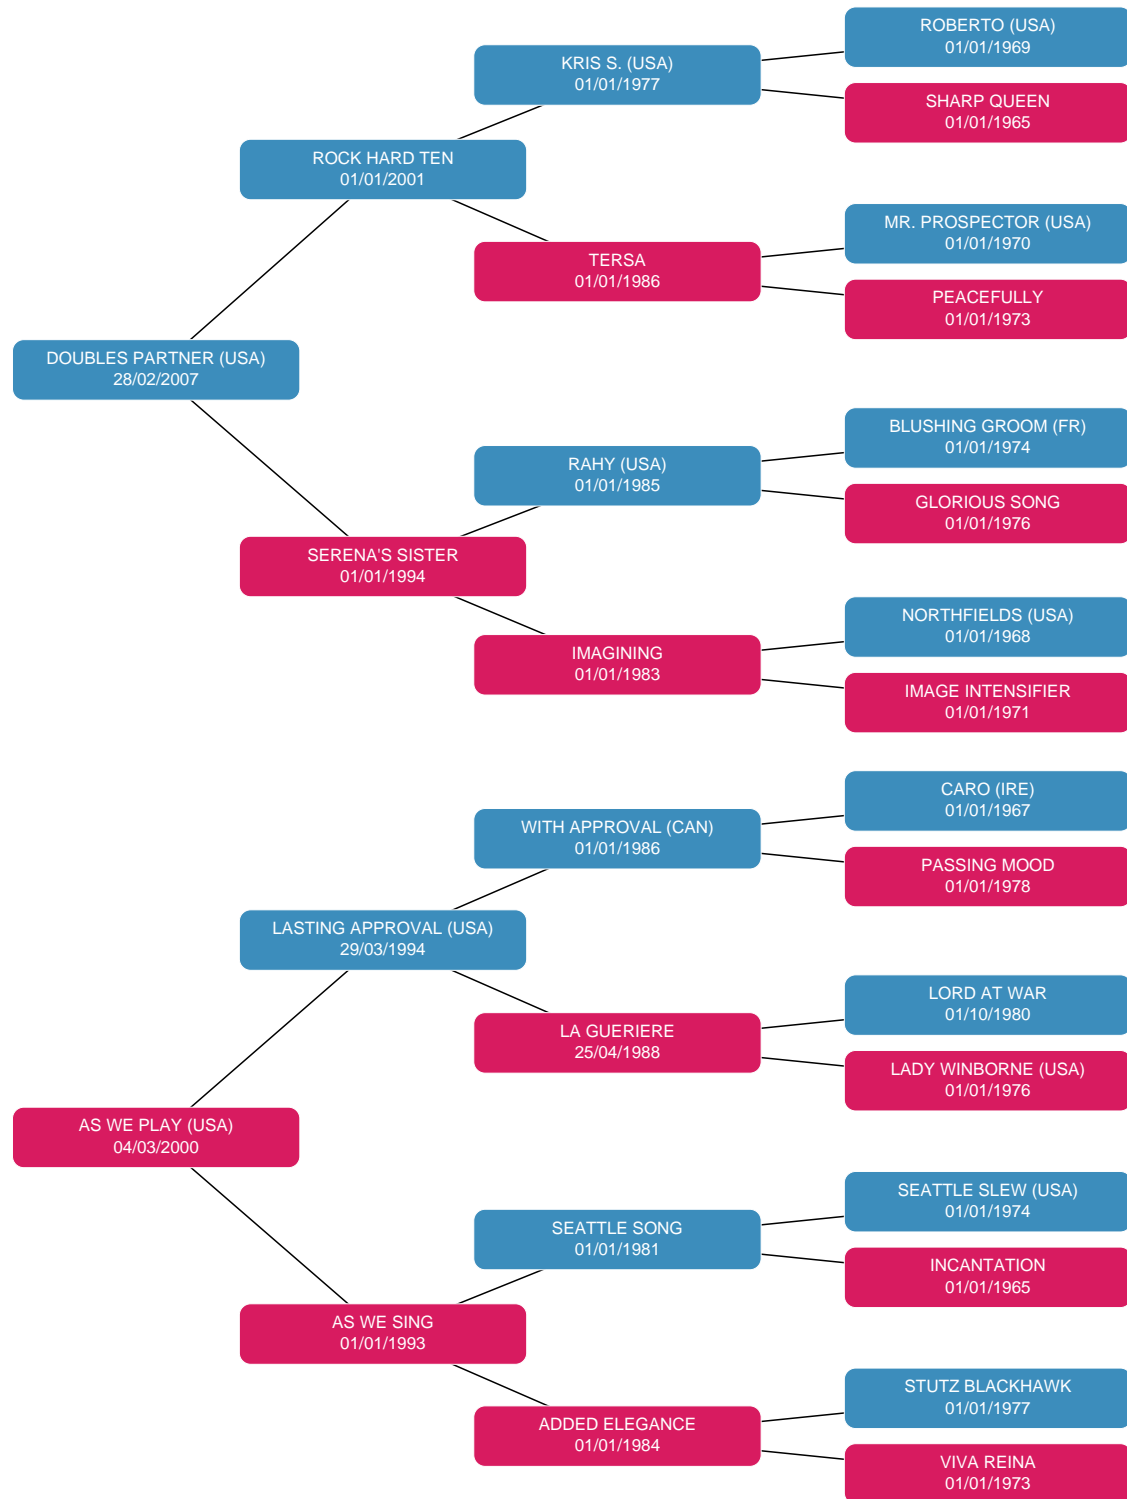 ROBERTO (USA)
01/01/1969
KRIS S. (USA)
01/01/1977
SHARP QUEEN
01/01/1965
ROCK HARD TEN
01/01/2001
MR. PROSPECTOR (USA)
01/01/1970
TERSA
01/01/1986
PEACEFULLY
01/01/1973
DOUBLES PARTNER (USA)
28/02/2007
BLUSHING GROOM (FR)
01/01/1974
RAHY (USA)
01/01/1985
GLORIOUS SONG
01/01/1976
SERENA'S SISTER
01/01/1994
NORTHFIELDS (USA)
01/01/1968
IMAGINING
01/01/1983
IMAGE INTENSIFIER
01/01/1971
CARO (IRE)
01/01/1967
WITH APPROVAL (CAN)
01/01/1986
PASSING MOOD
01/01/1978
LASTING APPROVAL (USA)
29/03/1994
LORD AT WAR
01/10/1980
LA GUERIERE
25/04/1988
LADY WINBORNE (USA)
01/01/1976
AS WE PLAY (USA)
04/03/2000
SEATTLE SLEW (USA)
01/01/1974
SEATTLE SONG
01/01/1981
INCANTATION
01/01/1965
AS WE SING
01/01/1993
STUTZ BLACKHAWK
01/01/1977
ADDED ELEGANCE
01/01/1984
VIVA REINA
01/01/1973